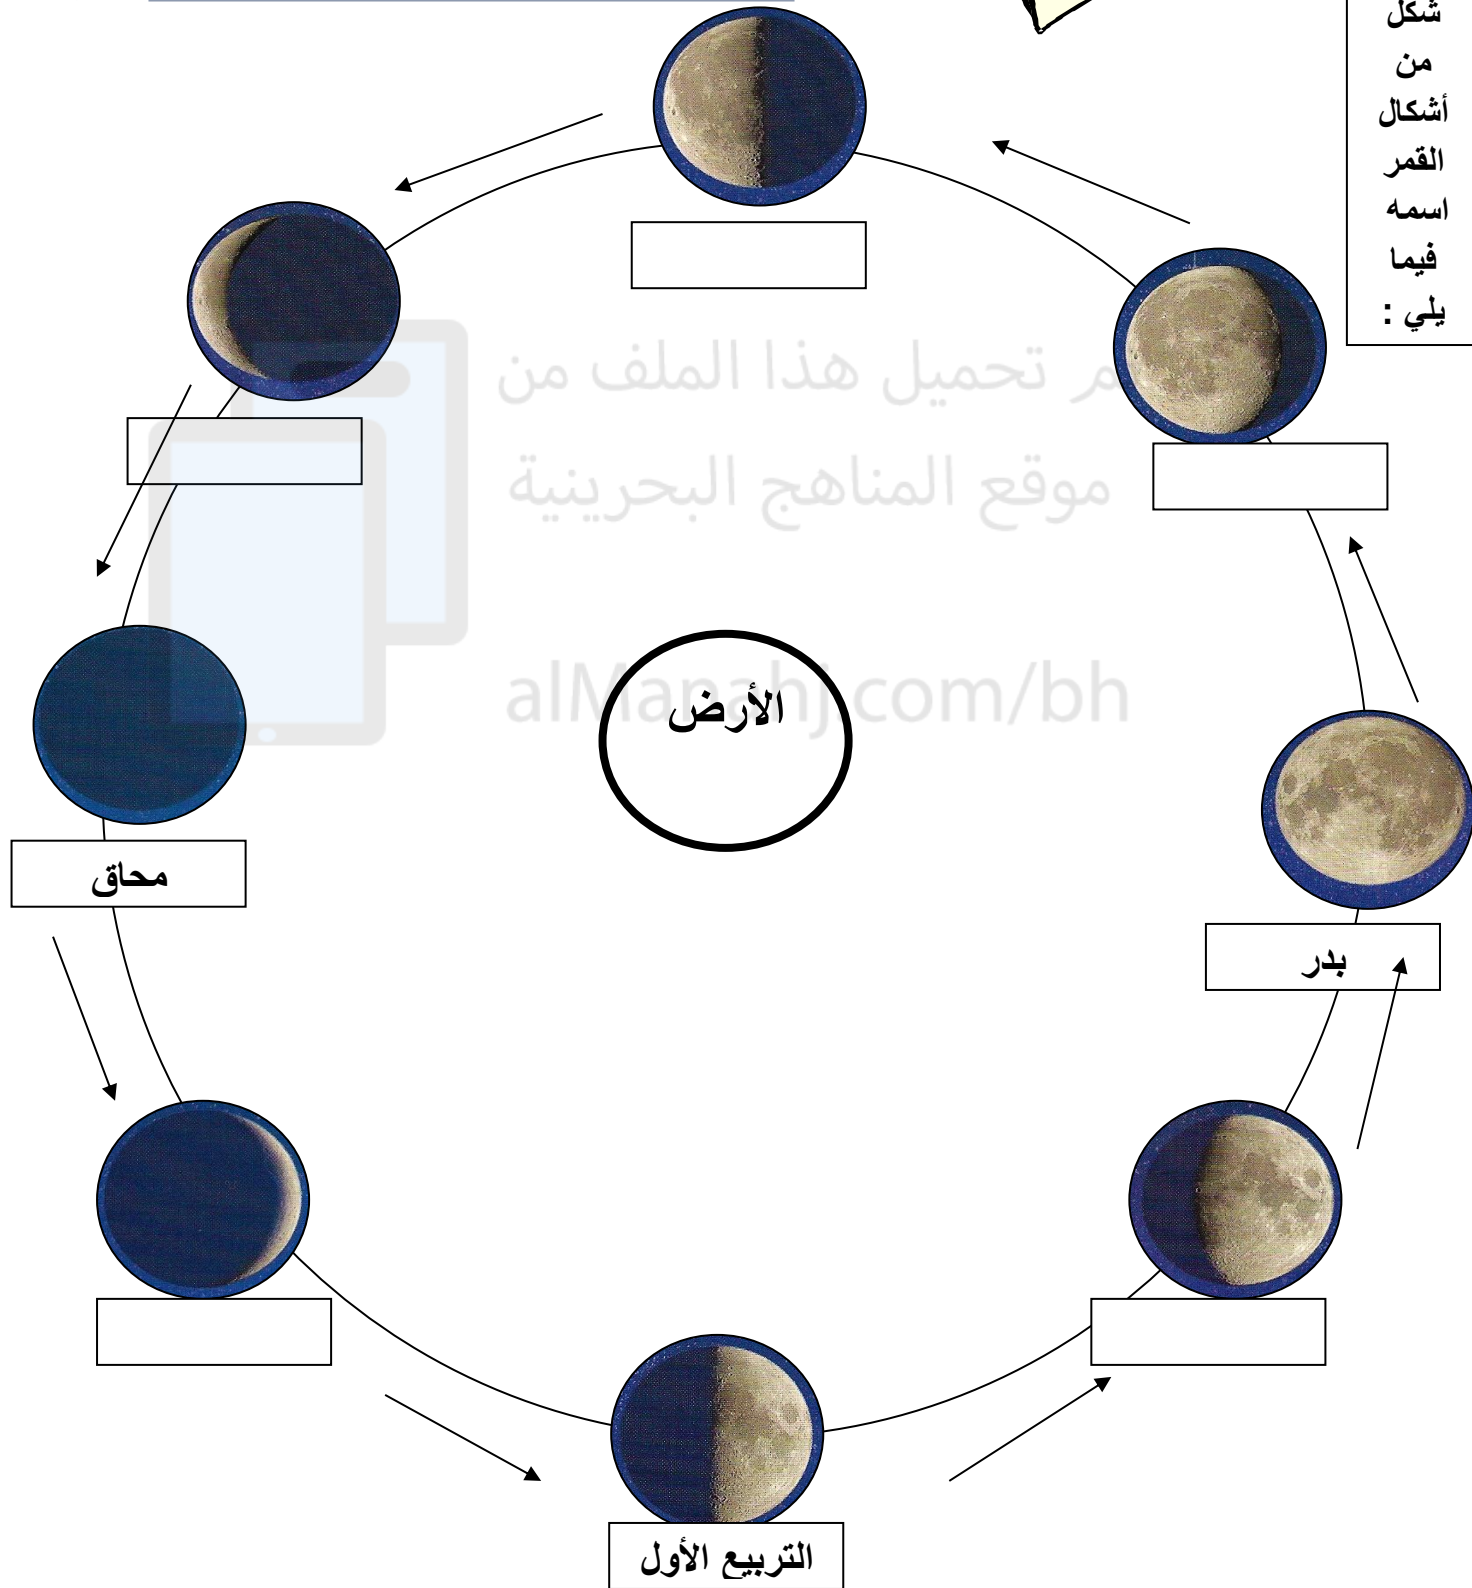 شكل
من
أشكال
القمر
اسمه
فيما
يلي :
م تحميل هذا الملف من
موقع المناهج البحرينية
alManahj.com/bh
الأرض
محاق
بدر
التربيع الأول